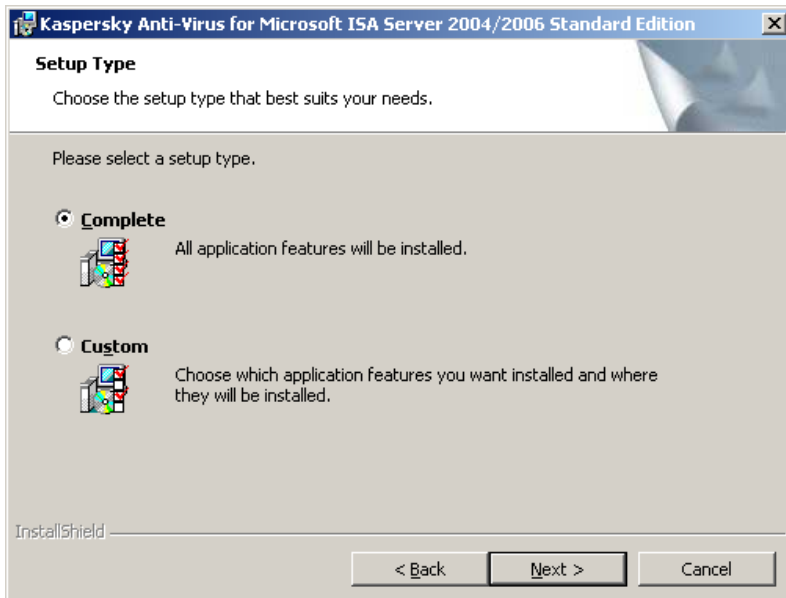 Kaspersky Anti-Virus for Microsoft ISA Server 2004/2006 Standard Edition
Setup Type
Choose the setup type that best suits your needs.
Please select a setup type.
Complete
All application features will be installed.
Custom
Choose which application features you want installed and where
they will be installed.
InstallShield
< Back
Next >
Cancel